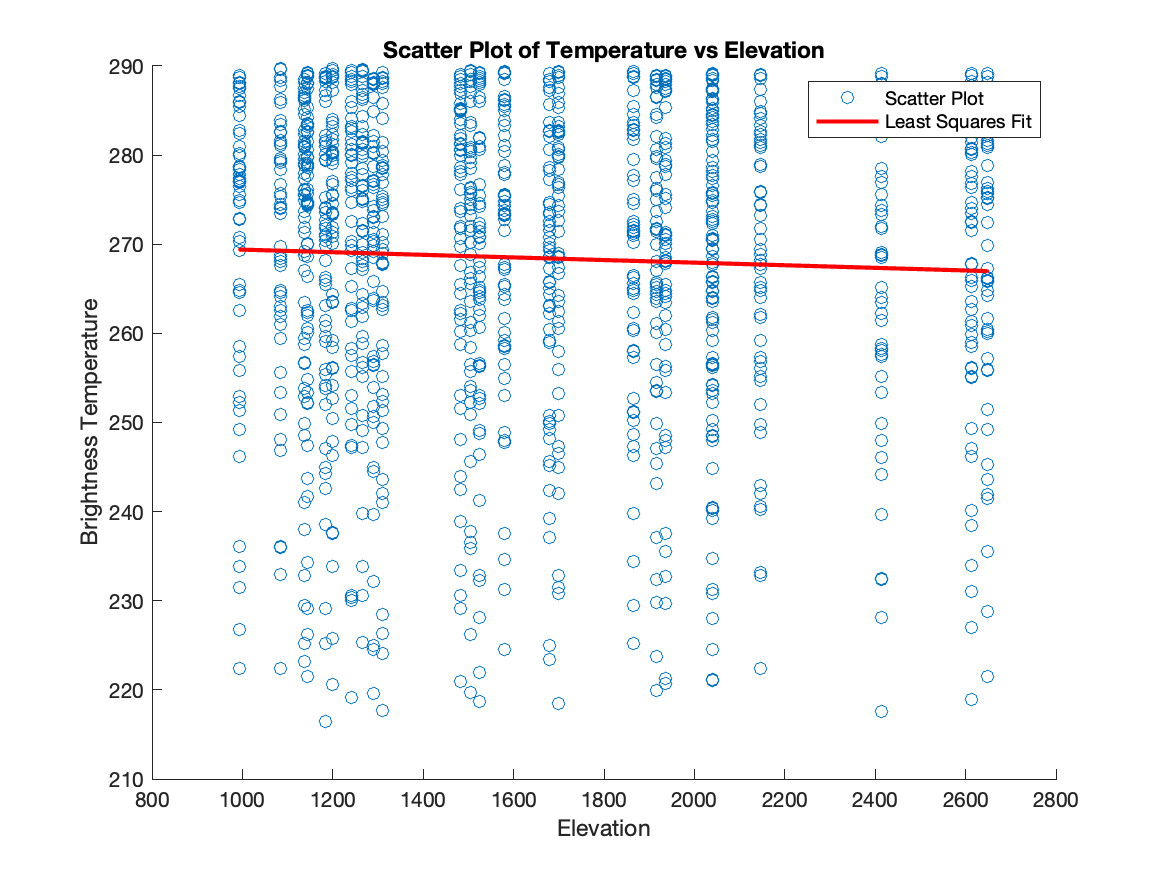 Scatter Plot of Temperature vs Elevation
290
280
270
260
250
240
230
220
210
Brightness Temperature
Scatter Plot
Least Squares Fit
800 1000 1200 1400 1600 1800 2000 2200 2400 2600 2800
Elevation